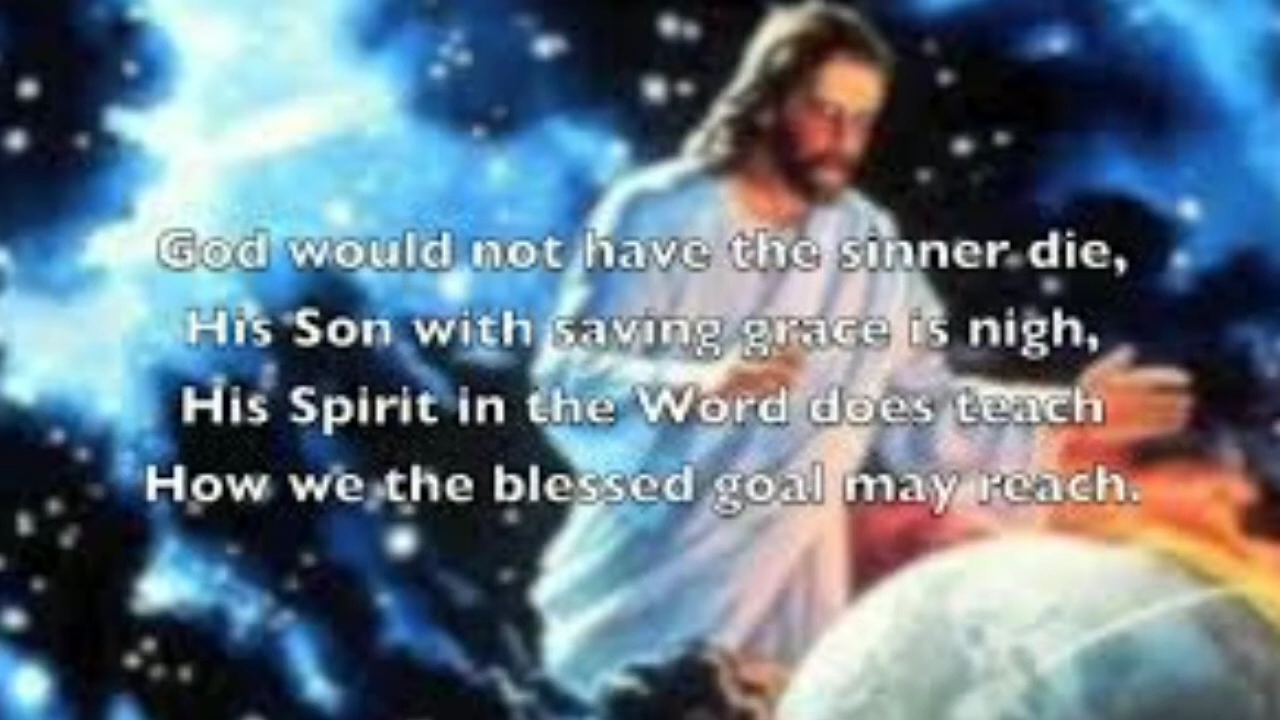 God would not have the sinner die,
His Son with saving grace is nigh,
His Spirit in the Word does teach
How we the blessed goal may reach.